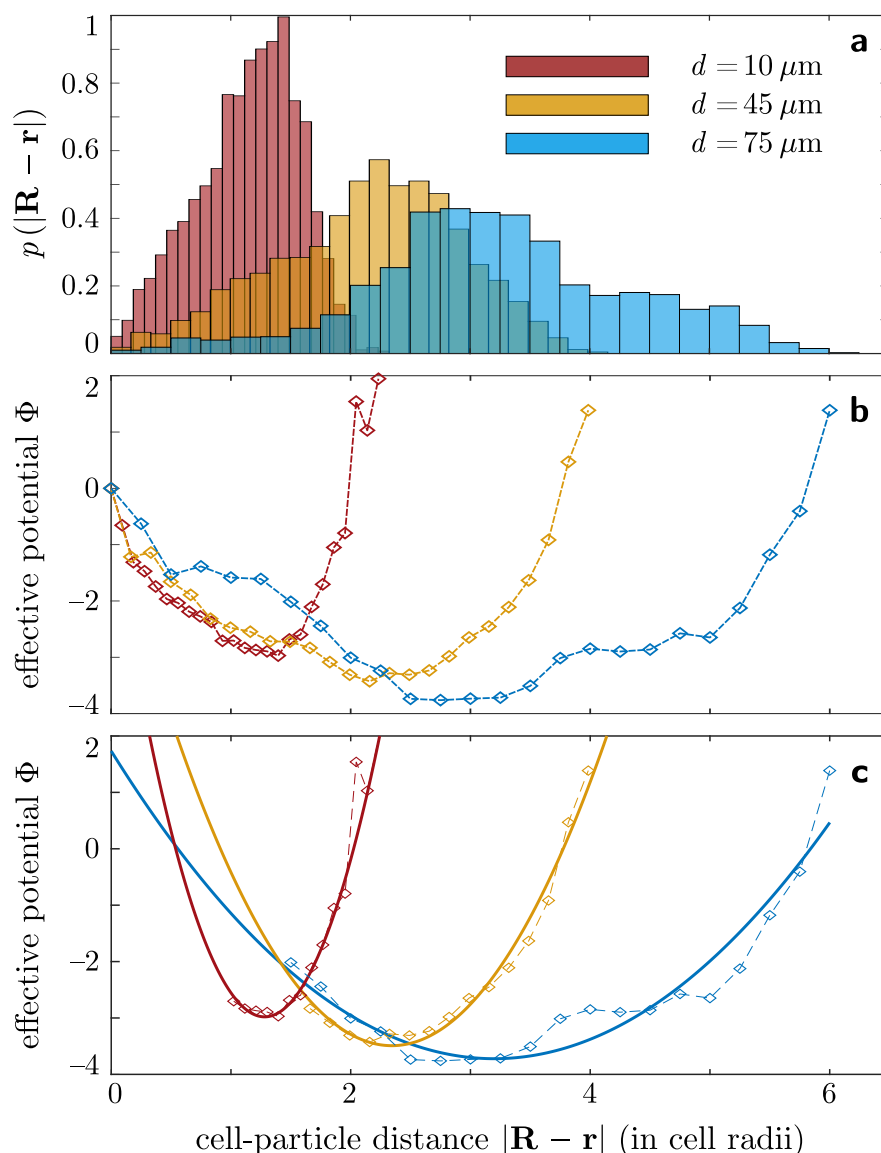 a
1
0.8
0.6
0.4
0.2
0
p(|R − r|)
d = 10 μm
d = 45 μm
d = 75 μm
b
2
0
−2
−4
effective potential Φ
c
2
0
−2
−4
effective potential Φ
0 2 4 6
cell-particle distance |R − r| (in cell radii)